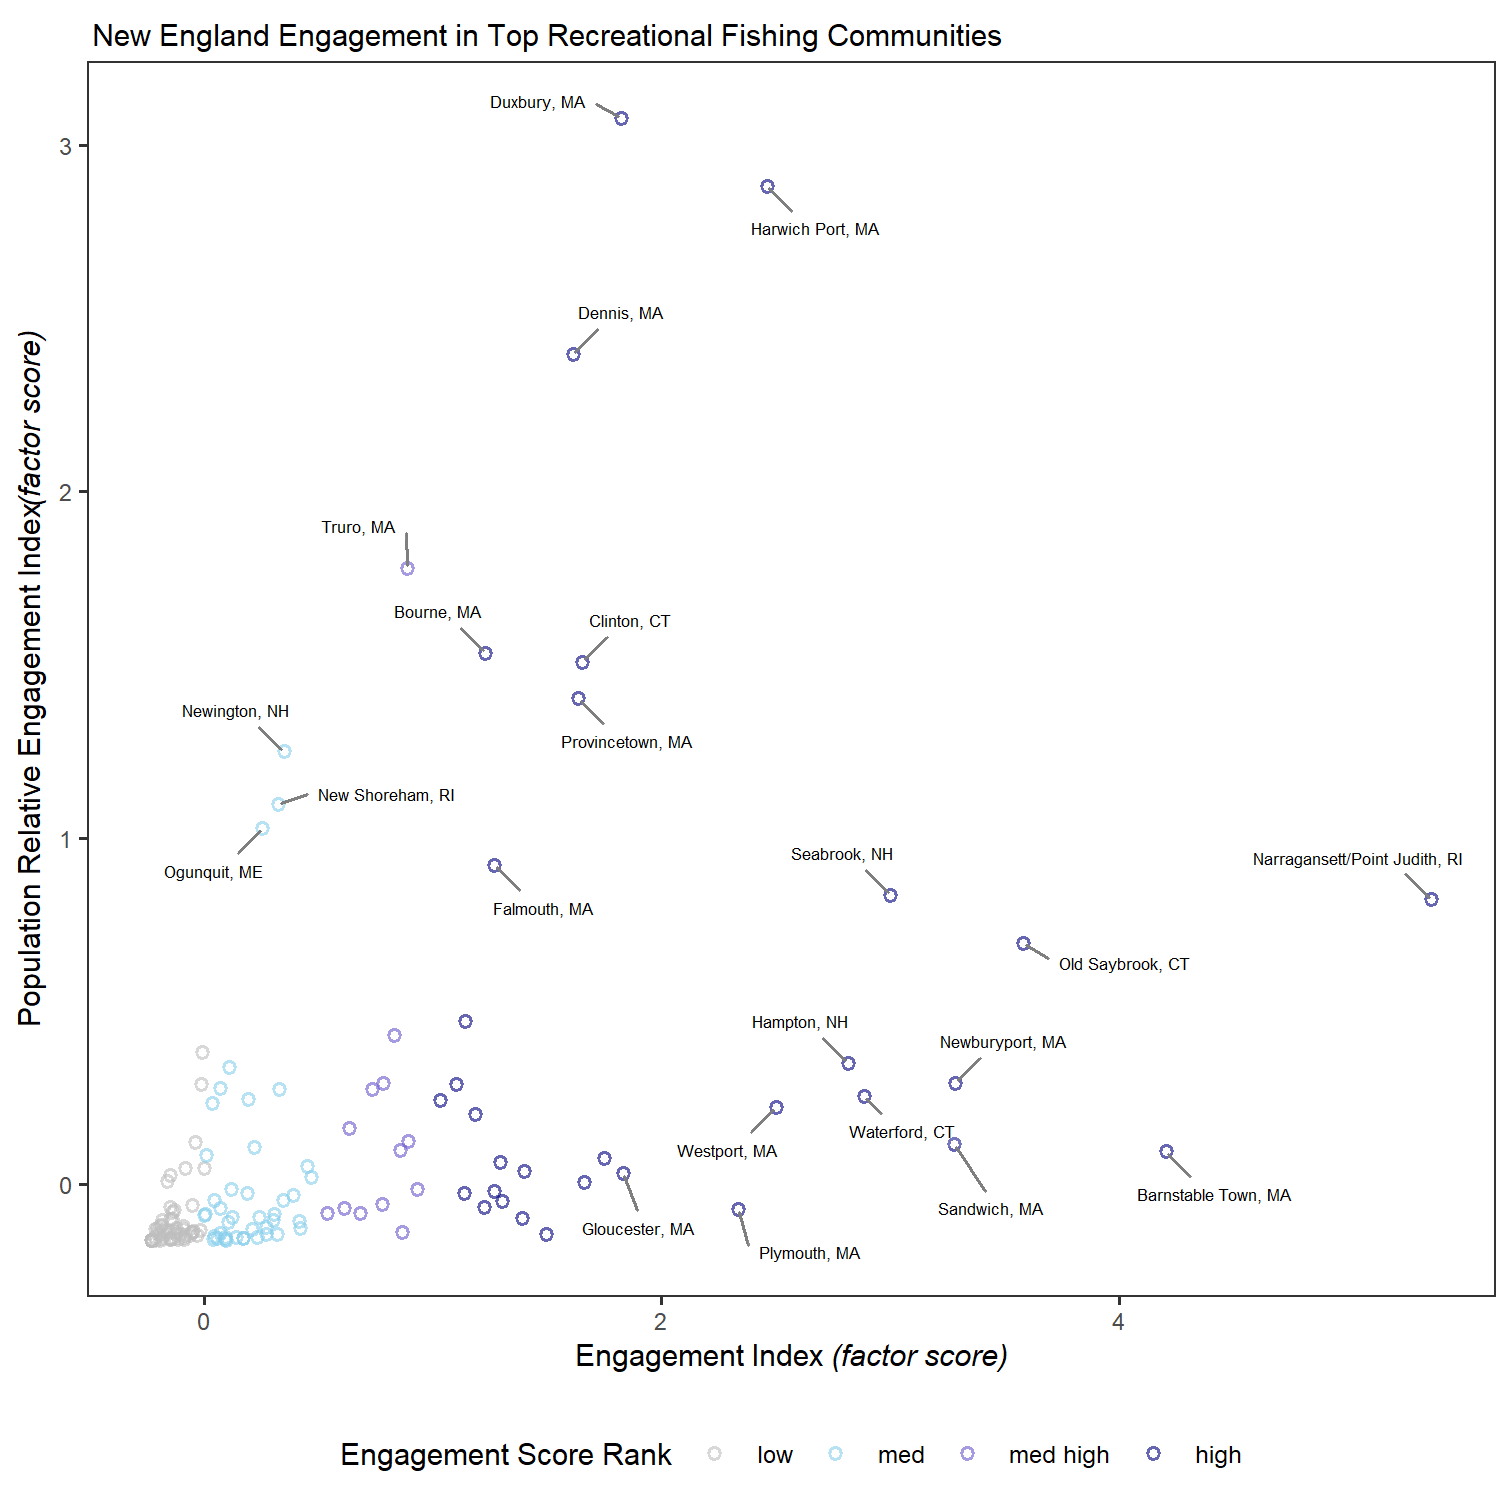 New England Engagement in Top Recreational Fishing Communities
Duxbury, MA
3
Harwich Port, MA
Dennis, MA
2
Truro, MA
Bourne, MA
Clinton, CT
Newington, NH
Provincetown, MA
New Shoreham, RI
1
Seabrook, NH
Narragansett/Point Judith, RI
Ogunquit, ME
Falmouth, MA
Old Saybrook, CT
Hampton, NH
Newburyport, MA
Waterford, CT
Westport, MA
0
Barnstable Town, MA
Sandwich, MA
Gloucester, MA
Plymouth, MA
Population Relative Engagement Index(factor score)
0 2 4
Engagement Index (factor score)
Engagement Score Rank low med med high high